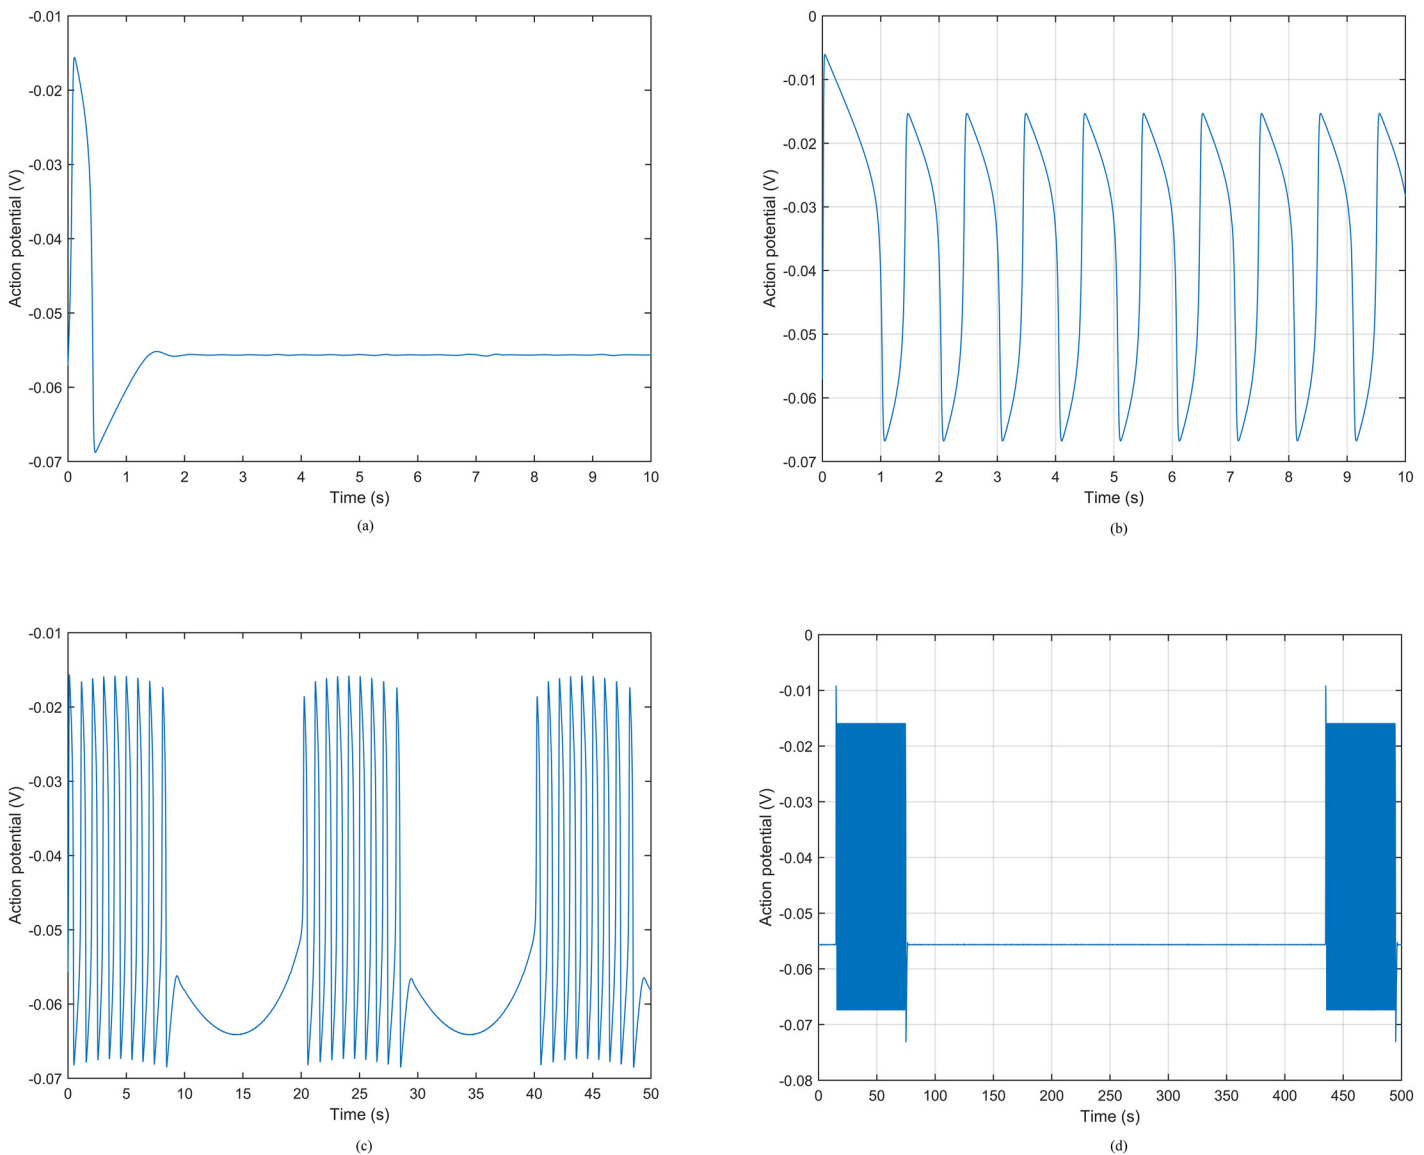 -0.01
-0.02
-0.03
-0.04
-0.05
-0.06
-0.07
Action potential (V)
0 1 2 3 4 5 6 7 8 9 10
Time (s)
(a)
0
-0.01
-0.02
-0.03
-0.04
-0.05
-0.06
-0.07
Action potential (V)
0 1 2 3 4 5 6 7 8 9 10
Time (s)
(b)
-0.01
-0.02
-0.03
-0.04
-0.05
-0.06
-0.07
Action potential (V)
0 5 10 15 20 25 30 35 40 45 50
Time (s)
(c)
0
-0.01
-0.02
-0.03
-0.04
-0.05
-0.06
-0.07
-0.08
Action potential (V)
0 50 100 150 200 250 300 350 400 450 500
Time (s)
(d)